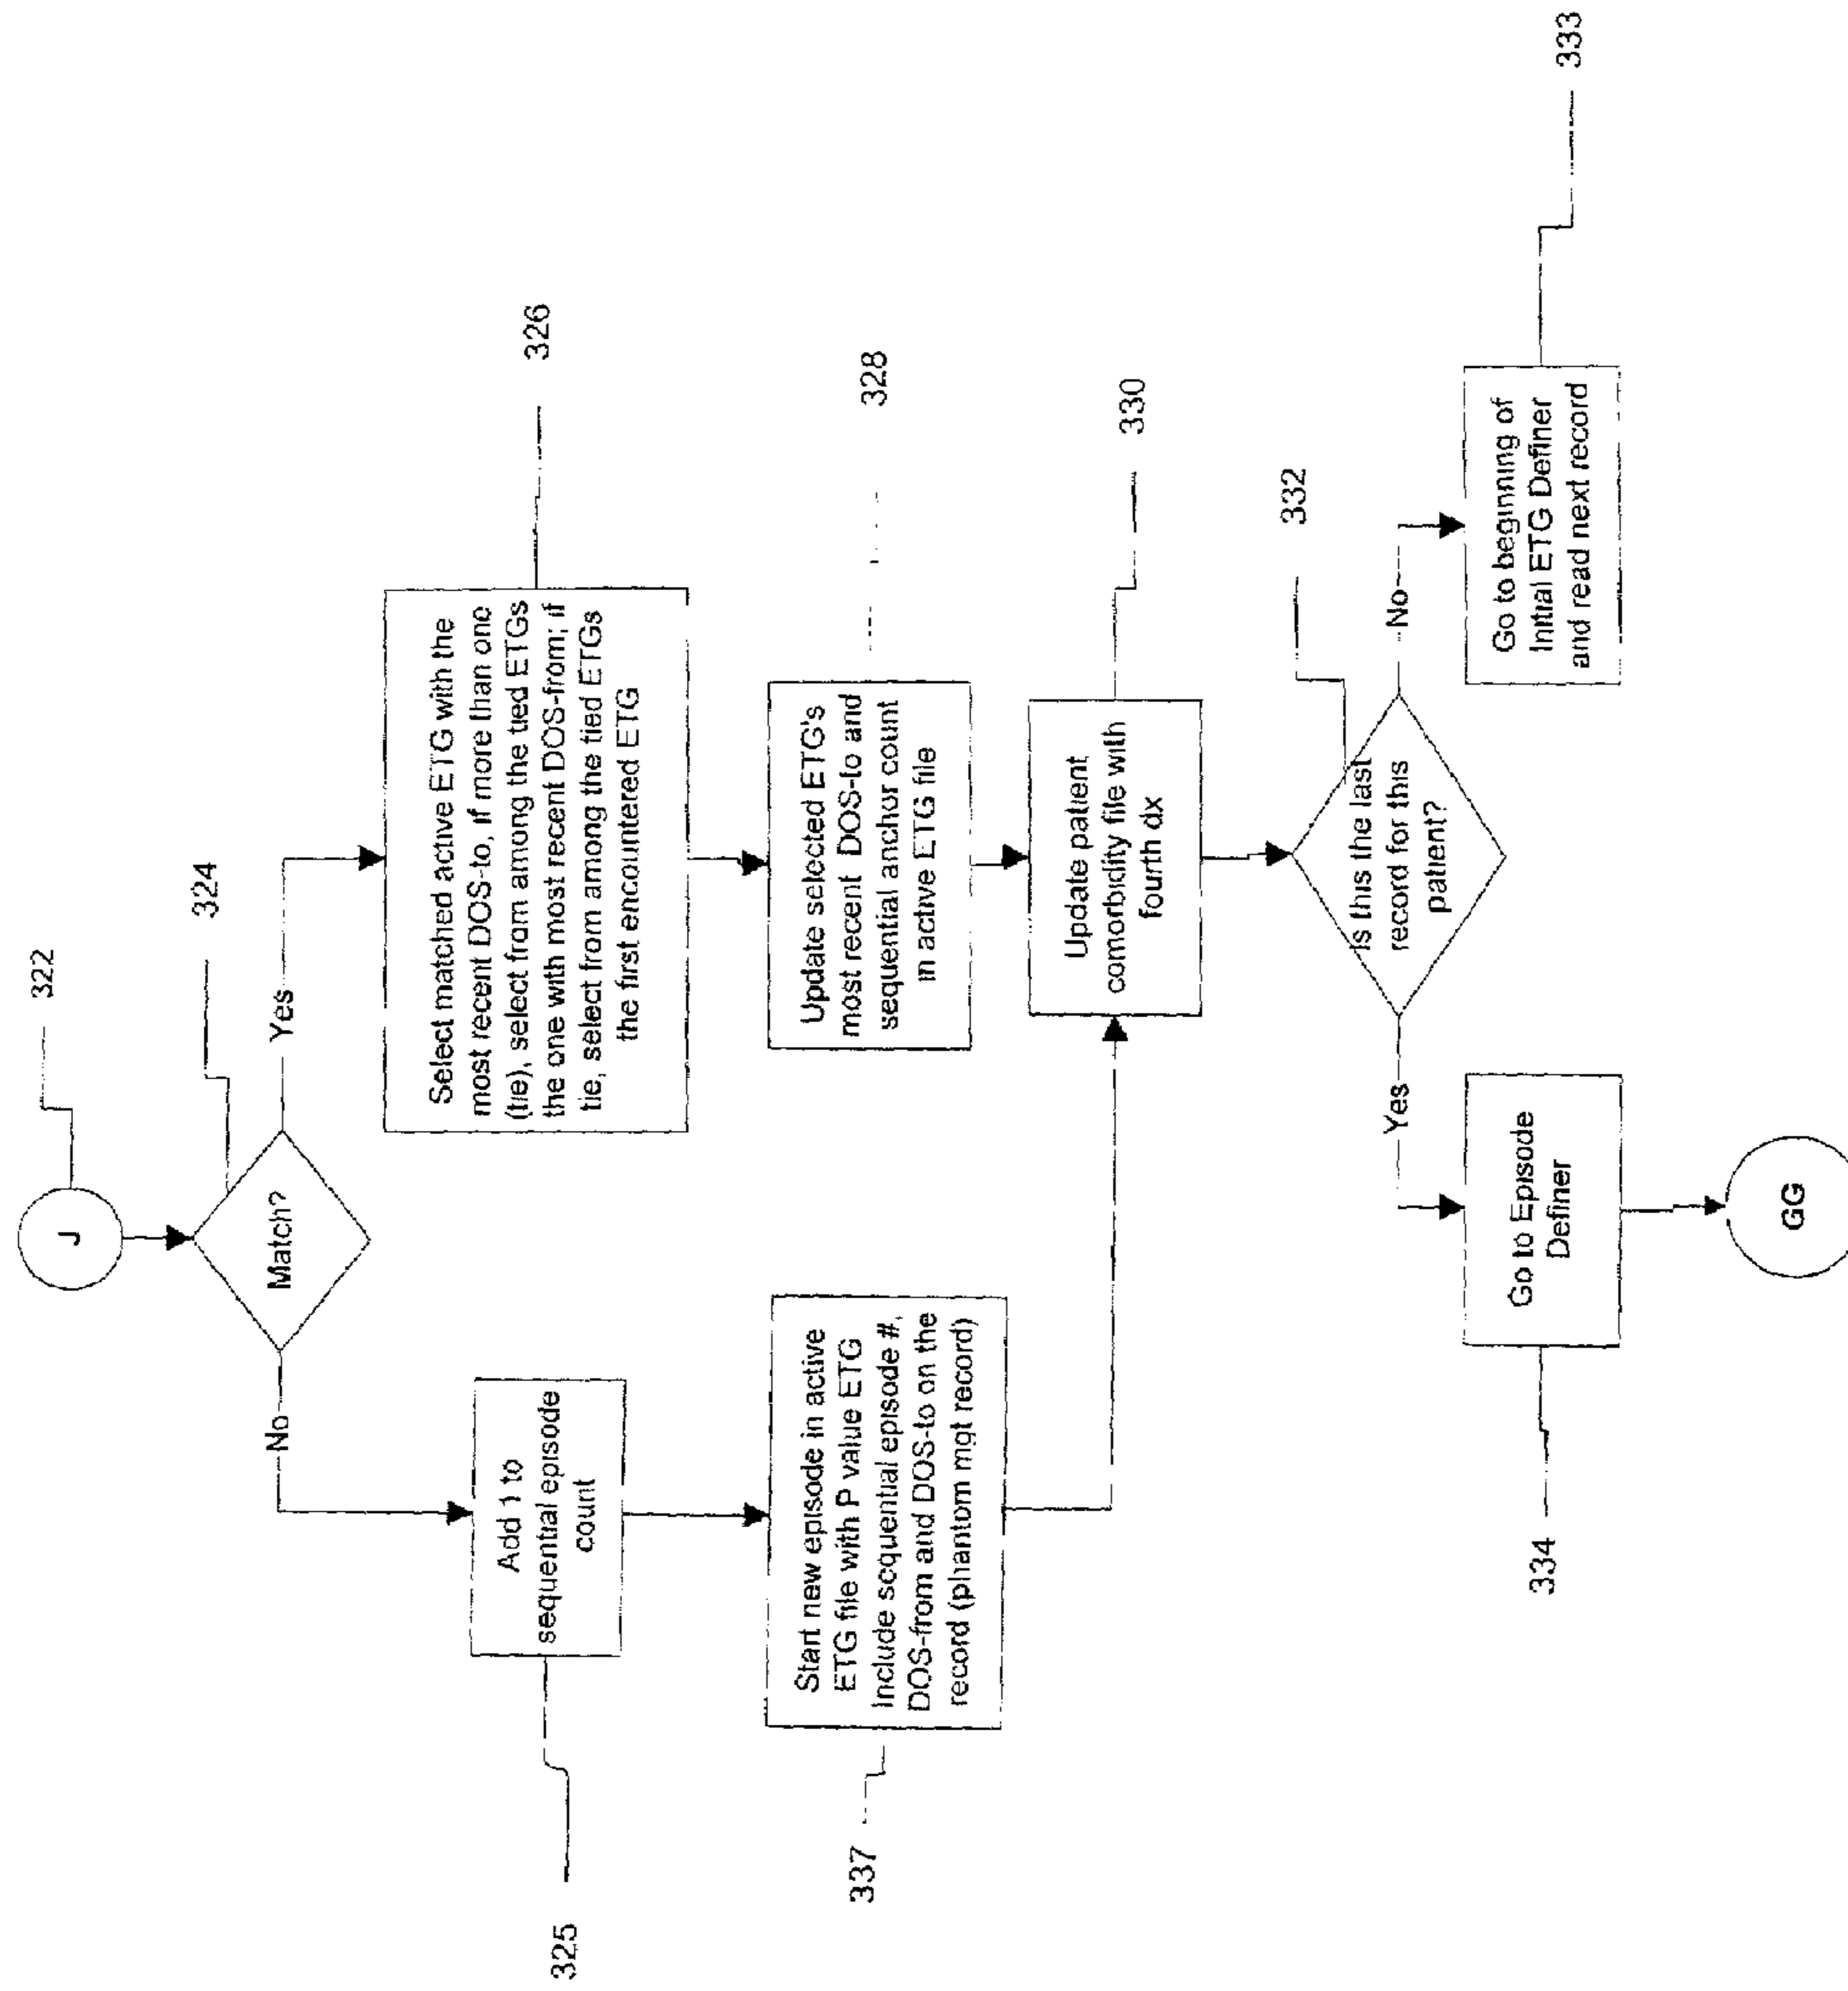 322
J
324
Match?
No
Yes
325
Add 1 to
sequential episode
count
Select matched active ETG with the
most recent DOS-to, if more than one
(tie), select from among the tied ETGs
the one with most recent DOS-from; if
tie, select from among the tied ETGs
the first encountered ETG
326
337
Start new episode in active
ETG file with P value ETG
Include sequential episode #,
DOS-from and DOS-to on the
record (phantom mgt record)
Update selected ETG's
most recent DOS-to and
sequential anchor count
in active ETG file
328
Update patient
comorbidity file with
fourth dx
330
332
Is this the last
record for this
patient?
Yes
No
334
Go to Episode
Definer
Go to beginning of
Initial ETG Definer
and read next record
333
GG